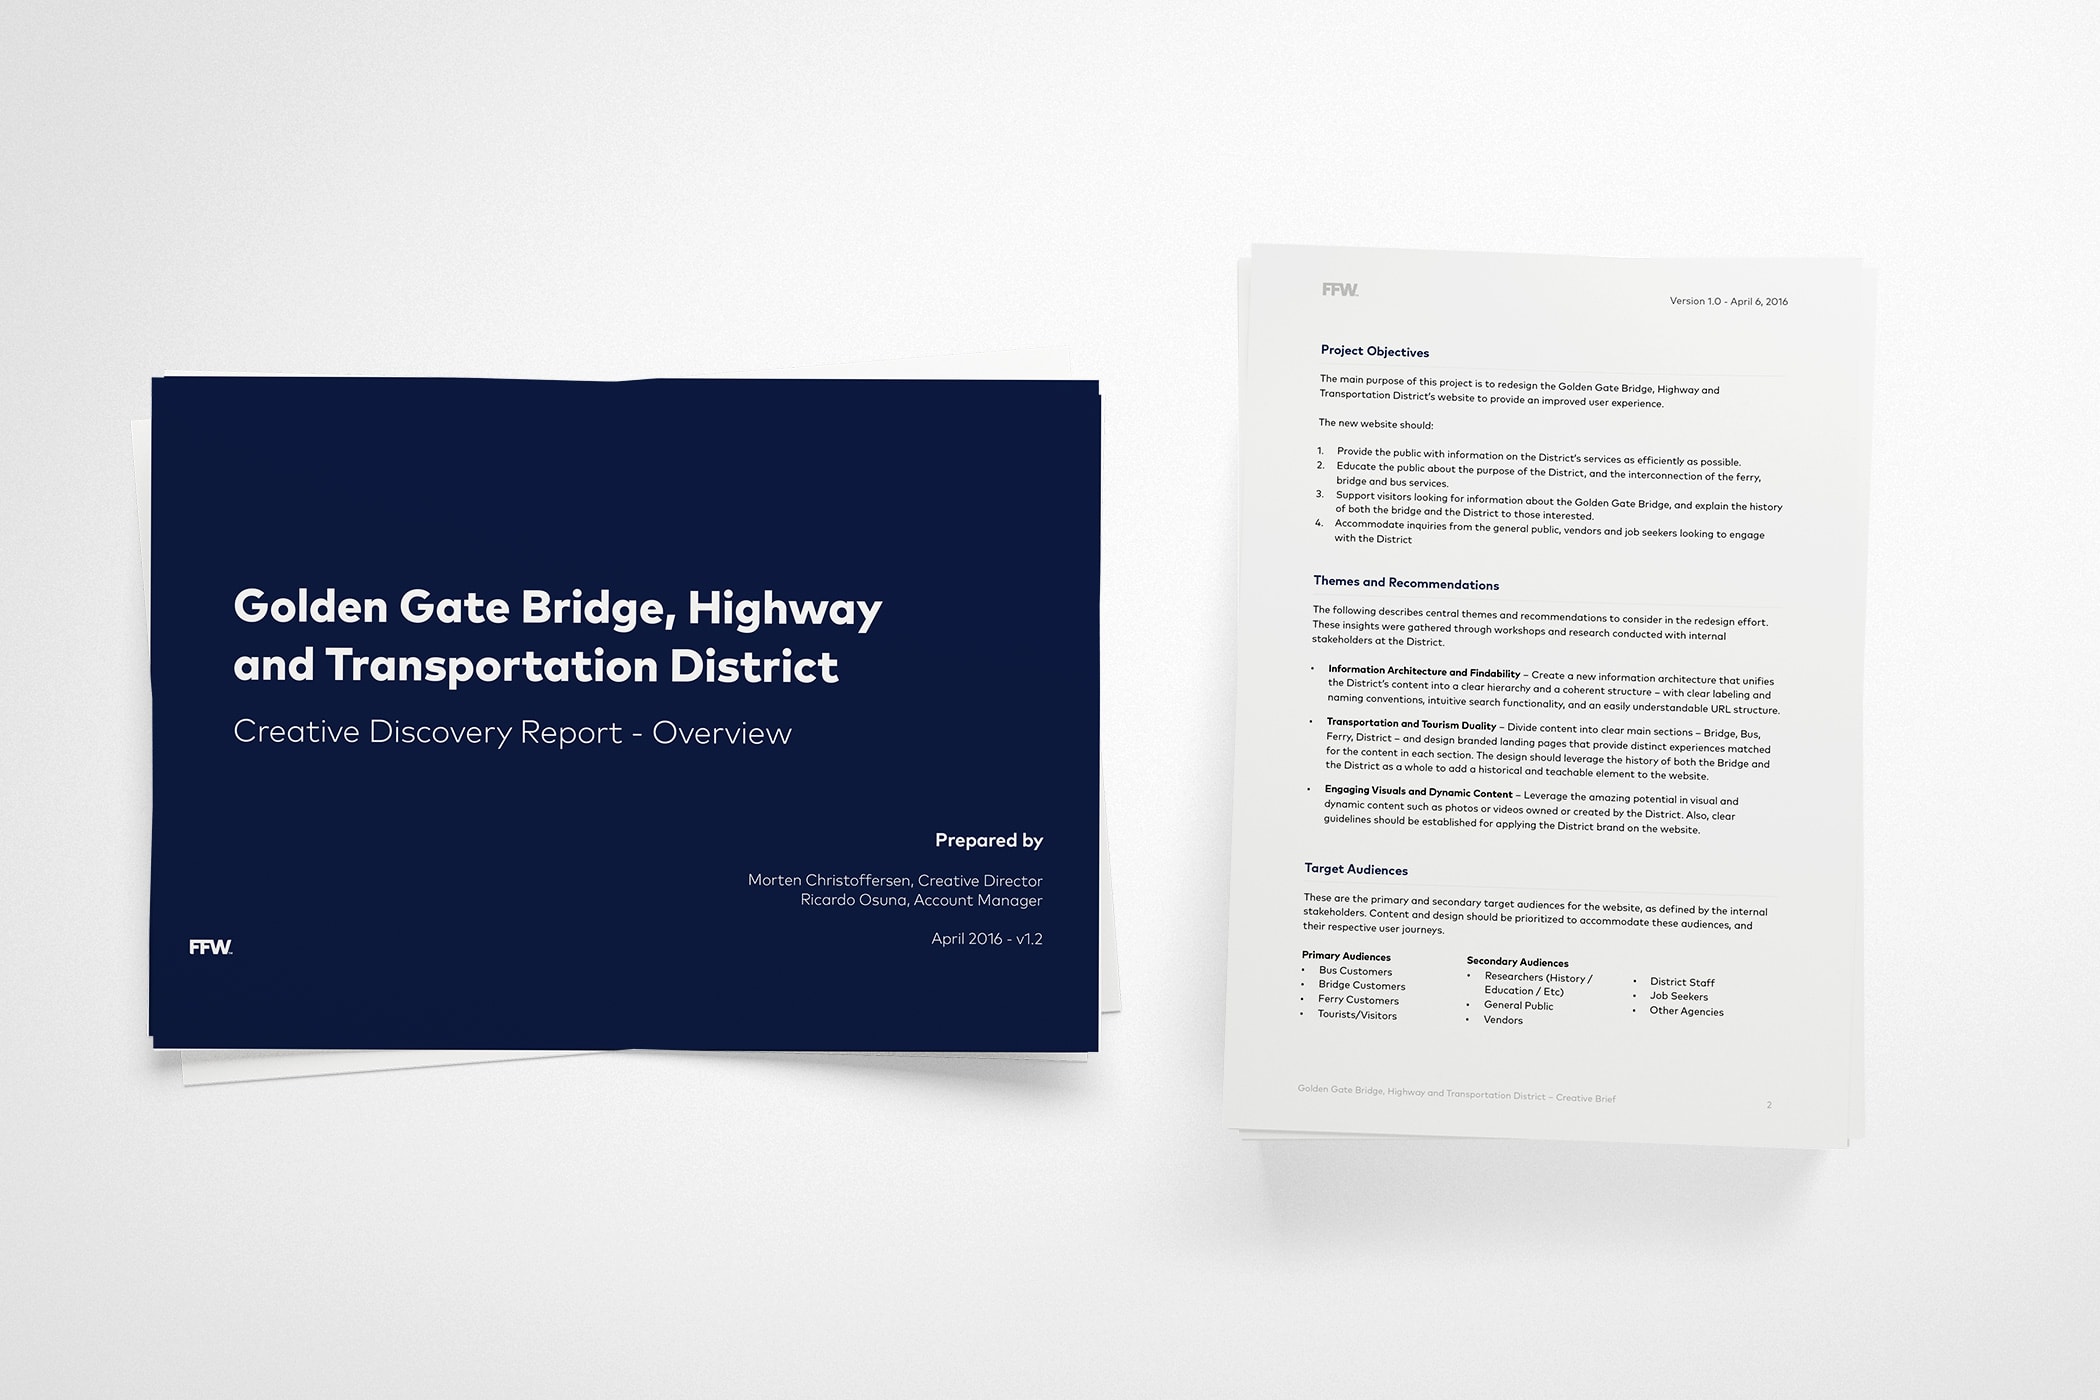 Golden Gate Bridge, Highway
and Transportation District
Creative Discovery Report - Overview
Prepared by
Morten Christoffersen, Creative Director
Ricardo Osuna, Account Manager
April 2016 - v1.2
FFW
FFW
Version 1.0 - April 6, 2016
Project Objectives
The main purpose of this project is to redesign the Golden Gate Bridge, Highway and
Transportation District's website to provide an improved user experience.
The new website should:
1. Provide the public with information on the District's services as efficiently as possible.
2. Educate the public about the purpose of the District, and the interconnection of the ferry,
bridge and bus services.
3. Support visitors looking for information about the Golden Gate Bridge, and explain the history
of both the bridge and the District to those interested.
4. Accommodate inquiries from the general public, vendors and job seekers looking to engage
with the District
Themes and Recommendations
The following describes central themes and recommendations to consider in the redesign effort.
These insights were gathered through workshops and research conducted with internal
stakeholders at the District.
• Information Architecture and Findability – Create a new information architecture that unifies
the District's content into a clear hierarchy and a coherent structure – with clear labeling and
naming conventions, intuitive search functionality, and an easily understandable URL structure.
• Transportation and Tourism Duality – Divide content into clear main sections – Bridge, Bus,
Ferry, District – and design branded landing pages that provide distinct experiences matched
for the content in each section. The design should leverage the history of both the Bridge and
the District as a whole to add a historical and teachable element to the website.
• Engaging Visuals and Dynamic Content – Leverage the amazing potential in visual and
dynamic content such as photos or videos owned or created by the District. Also, clear
guidelines should be established for applying the District brand on the website.
Target Audiences
These are the primary and secondary target audiences for the website, as defined by the internal
stakeholders. Content and design should be prioritized to accommodate these audiences, and
their respective user journeys.
Primary Audiences
• Bus Customers
• Bridge Customers
• Ferry Customers
• Tourists/Visitors
Secondary Audiences
• Researchers (History /
Education / Etc)
• General Public
• Vendors
• District Staff
• Job Seekers
• Other Agencies
Golden Gate Bridge, Highway and Transportation District – Creative Brief
2